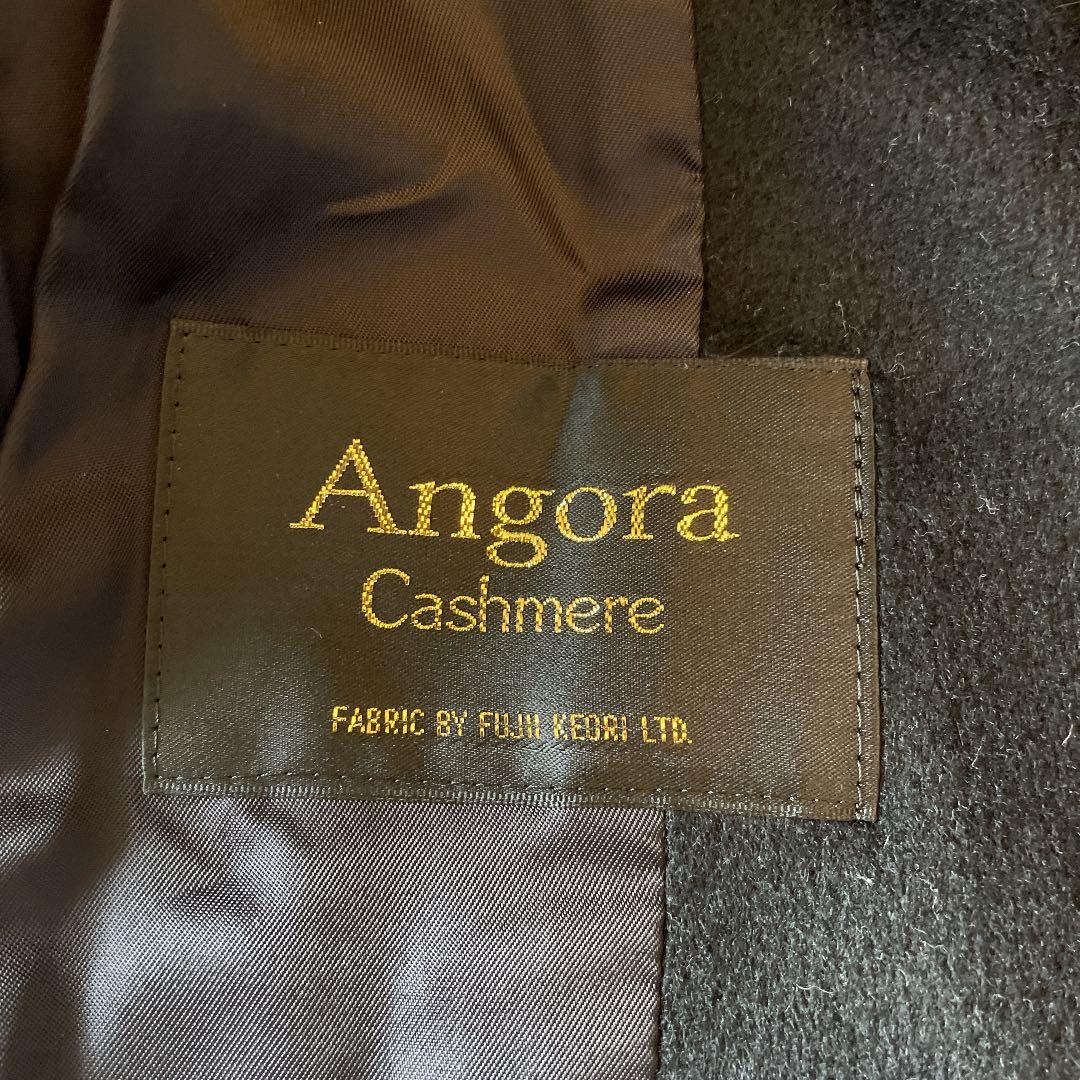 Angora
Cashmere
FABRIC BY FUJII KEORI LTD.